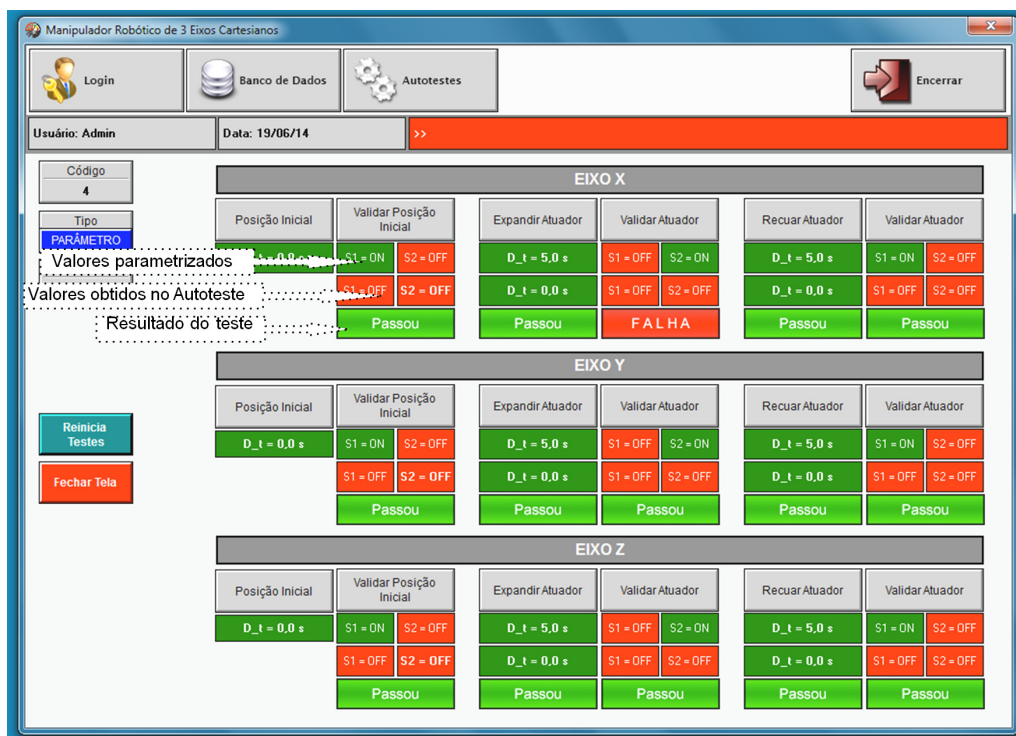 Manipulador Robótico de 3 Eixos Cartesianos
Login
Banco de Dados
Autotestes
Encerrar
Usuário: Admin
Data: 19/06/14
>>
Código
4
Tipo
PARÂMETRO
Valores parametrizados
Valores obtidos no Autoteste
Resultado do teste
Reinicia
Testes
Fechar Tela
EIXO X
Posição Inicial
Validar Posição
Inicial
Expandir Atuador
Validar Atuador
Recuar Atuador
Validar Atuador
S1 = ON S2 = OFF D_t = 5,0 s S1 = OFF S2 = ON D_t = 5,0 s S1 = ON S2 = OFF
S2 = OFF D_t = 0,0 s S1 = OFF S2 = OFF D_t = 0,0 s S1 = OFF S2 = OFF
Passou Passou FALHA Passou Passou
EIXO Y
Posição Inicial
Validar Posição
Inicial
Expandir Atuador
Validar Atuador
Recuar Atuador
Validar Atuador
D_t = 0,0 s S1 = ON S2 = OFF D_t = 5,0 s S1 = OFF S2 = ON D_t = 5,0 s S1 = ON S2 = OFF
S1 = OFF S2 = OFF D_t = 0,0 s S1 = OFF S2 = OFF D_t = 0,0 s S1 = OFF S2 = OFF
Passou Passou Passou Passou Passou
EIXO Z
Posição Inicial
Validar Posição
Inicial
Expandir Atuador
Validar Atuador
Recuar Atuador
Validar Atuador
D_t = 0,0 s S1 = ON S2 = OFF D_t = 5,0 s S1 = OFF S2 = ON D_t = 5,0 s S1 = ON S2 = OFF
S1 = OFF S2 = OFF D_t = 0,0 s S1 = OFF S2 = OFF D_t = 0,0 s S1 = OFF S2 = OFF
Passou Passou Passou Passou Passou